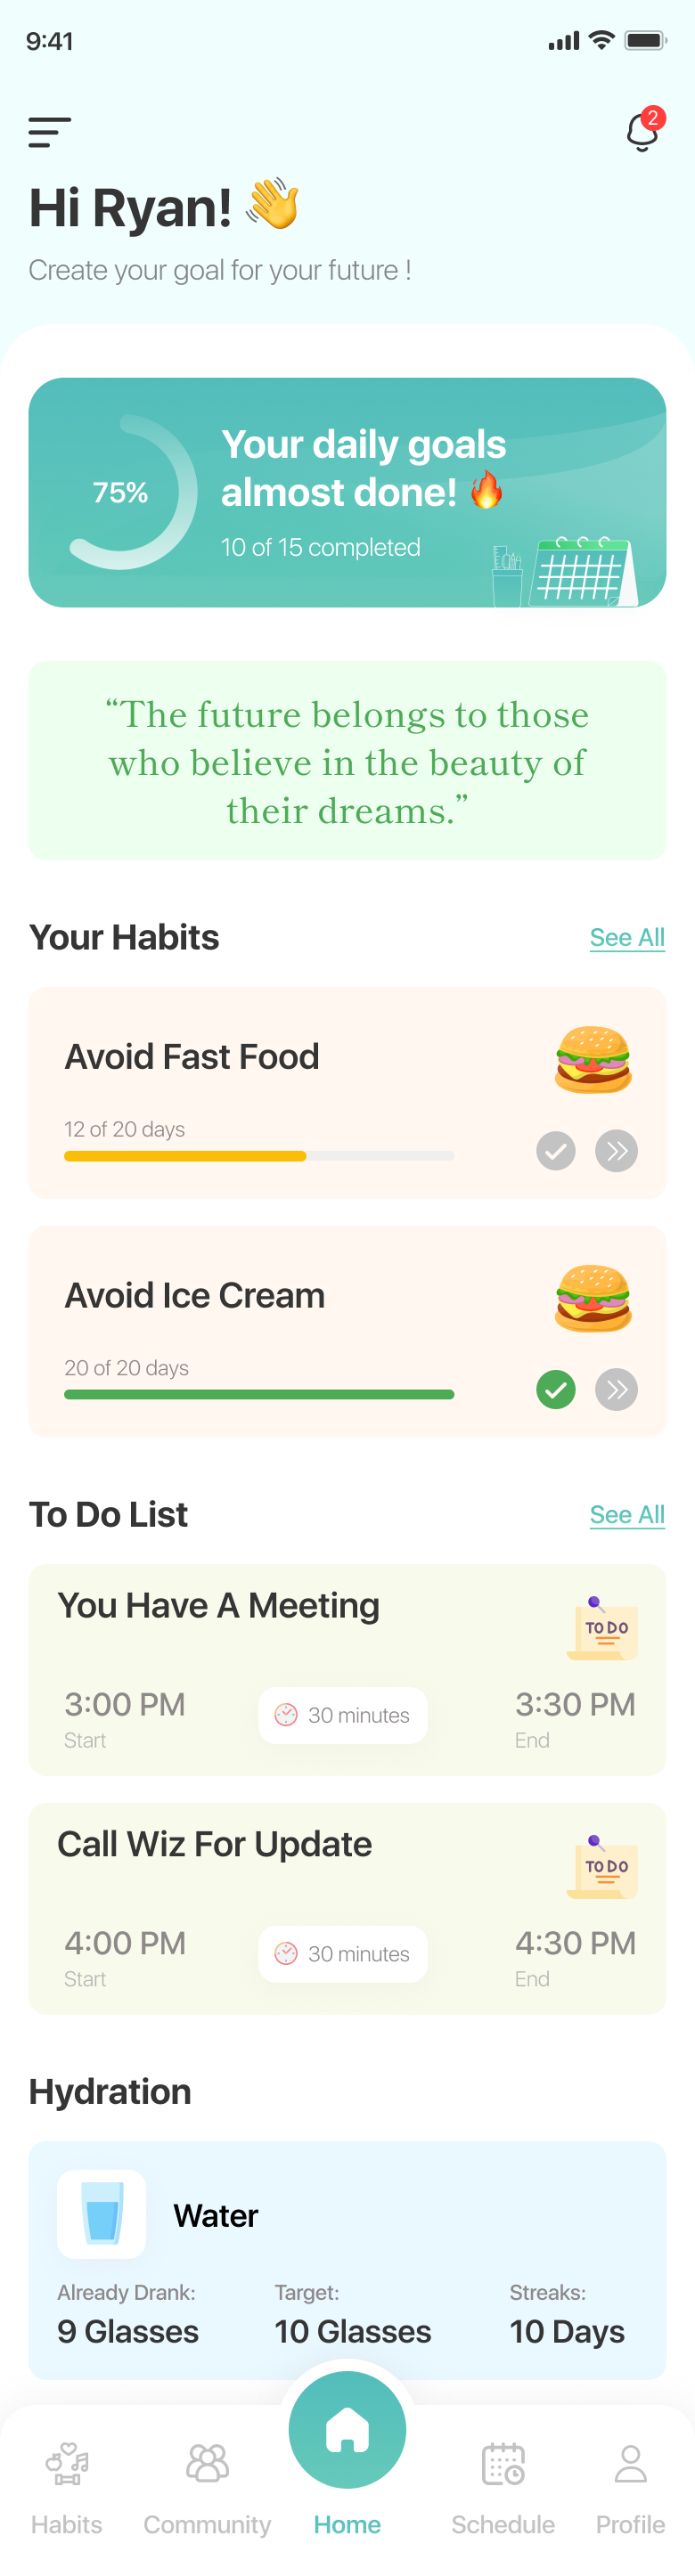 9:41
2
Hi Ryan! 👋
Create your goal for your future !
75%
Your daily goals
almost done! 🔥
10 of 15 completed
“The future belongs to those
who believe in the beauty of
their dreams.”
Your Habits
See All
Avoid Fast Food
12 of 20 days
Avoid Ice Cream
20 of 20 days
To Do List
See All
You Have A Meeting
TO DO
3:00 PM
30 minutes
3:30 PM
Start
End
Call Wiz For Update
TO DO
4:00 PM
30 minutes
4:30 PM
Start
End
Hydration
Water
Already Drank:
Target:
Streaks:
9 Glasses
10 Glasses
10 Days
Habits
Community
Home
Schedule
Profile